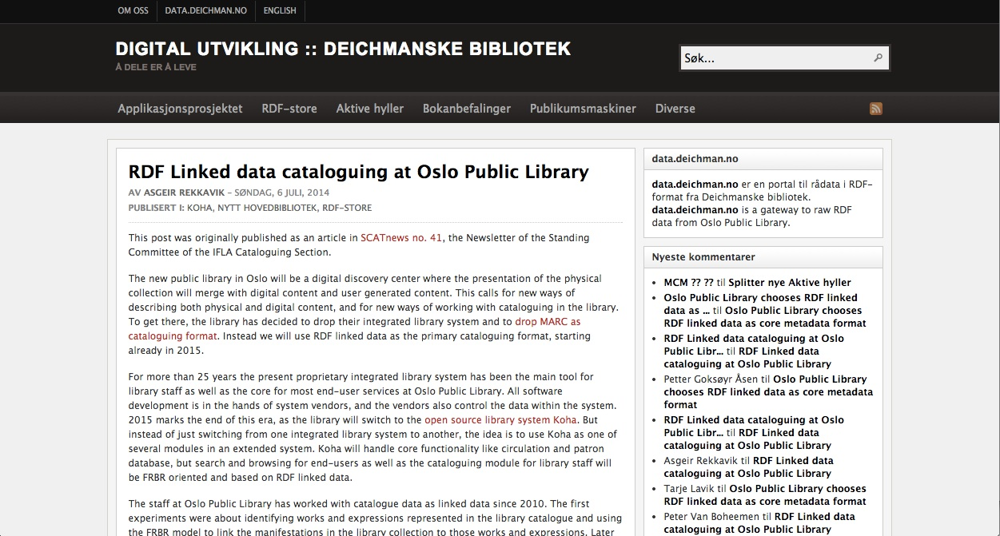 OM OSS
DATA.DEICHMAN.NO
ENGLISH
DIGITAL UTVIKLING :: DEICHMANSKE BIBLIOTEK
Å DELE ER Å LEVE
Søk...
Applikasjonsprosjektet
RDF-store
Aktive hyller
Bokanbefalinger
Publikumsmaskiner
Diverse
RDF Linked data cataloguing at Oslo Public Library
AV ASGEIR REKKAVIK – SØNDAG, 6 JULI, 2014
PUBLISERT I: KOHA, NYTT HOVEDBIBLIOTEK, RDF-STORE
This post was originally published as an article in SCATnews no. 41, the Newsletter of the Standing
Committee of the IFLA Cataloguing Section.
The new public library in Oslo will be a digital discovery center where the presentation of the physical
collection will merge with digital content and user generated content. This calls for new ways of
describing both physical and digital content, and for new ways of working with cataloguing in the library.
To get there, the library has decided to drop their integrated library system and to drop MARC as
cataloguing format. Instead we will use RDF linked data as the primary cataloguing format, starting
already in 2015.
For more than 25 years the present proprietary integrated library system has been the main tool for
library staff as well as the core for most end-user services at Oslo Public Library. All software
development is in the hands of system vendors, and the vendors also control the data within the system.
2015 marks the end of this era, as the library will switch to the open source library system Koha. But
instead of just switching from one integrated library system to another, the idea is to use Koha as one of
several modules in an extended system. Koha will handle core functionality like circulation and patron
database, but search and browsing for end-users as well as the cataloguing module for library staff will
be FRBR oriented and based on RDF linked data.
The staff at Oslo Public Library has worked with catalogue data as linked data since 2010. The first
experiments were about identifying works and expressions represented in the library catalogue and using
the FRBR model to link the manifestations in the library collection to those works and expressions. Later
data.deichman.no
data.deichman.no er en portal til rådata i RDF-
format fra Deichmanske bibliotek.
data.deichman.no is a gateway to raw RDF
data from Oslo Public Library.
Nyeste kommentarer
MCM ?? ?? til Splitter nye Aktive hyller
Oslo Public Library chooses RDF linked
data as ... til Oslo Public Library chooses
RDF linked data as core metadata format
RDF Linked data cataloguing at Oslo
Public Libr... til RDF Linked data
cataloguing at Oslo Public Library
Petter Goksøyr Åsen til Oslo Public Library
chooses RDF linked data as core metadata
format
RDF Linked data cataloguing at Oslo
Public Libr... til RDF Linked data
cataloguing at Oslo Public Library
Asgeir Rekkavik til RDF Linked data
cataloguing at Oslo Public Library
Tarje Lavik til Oslo Public Library chooses
RDF linked data as core metadata format
Peter Van Boheemen til RDF Linked data
cataloguing at Oslo Public Library